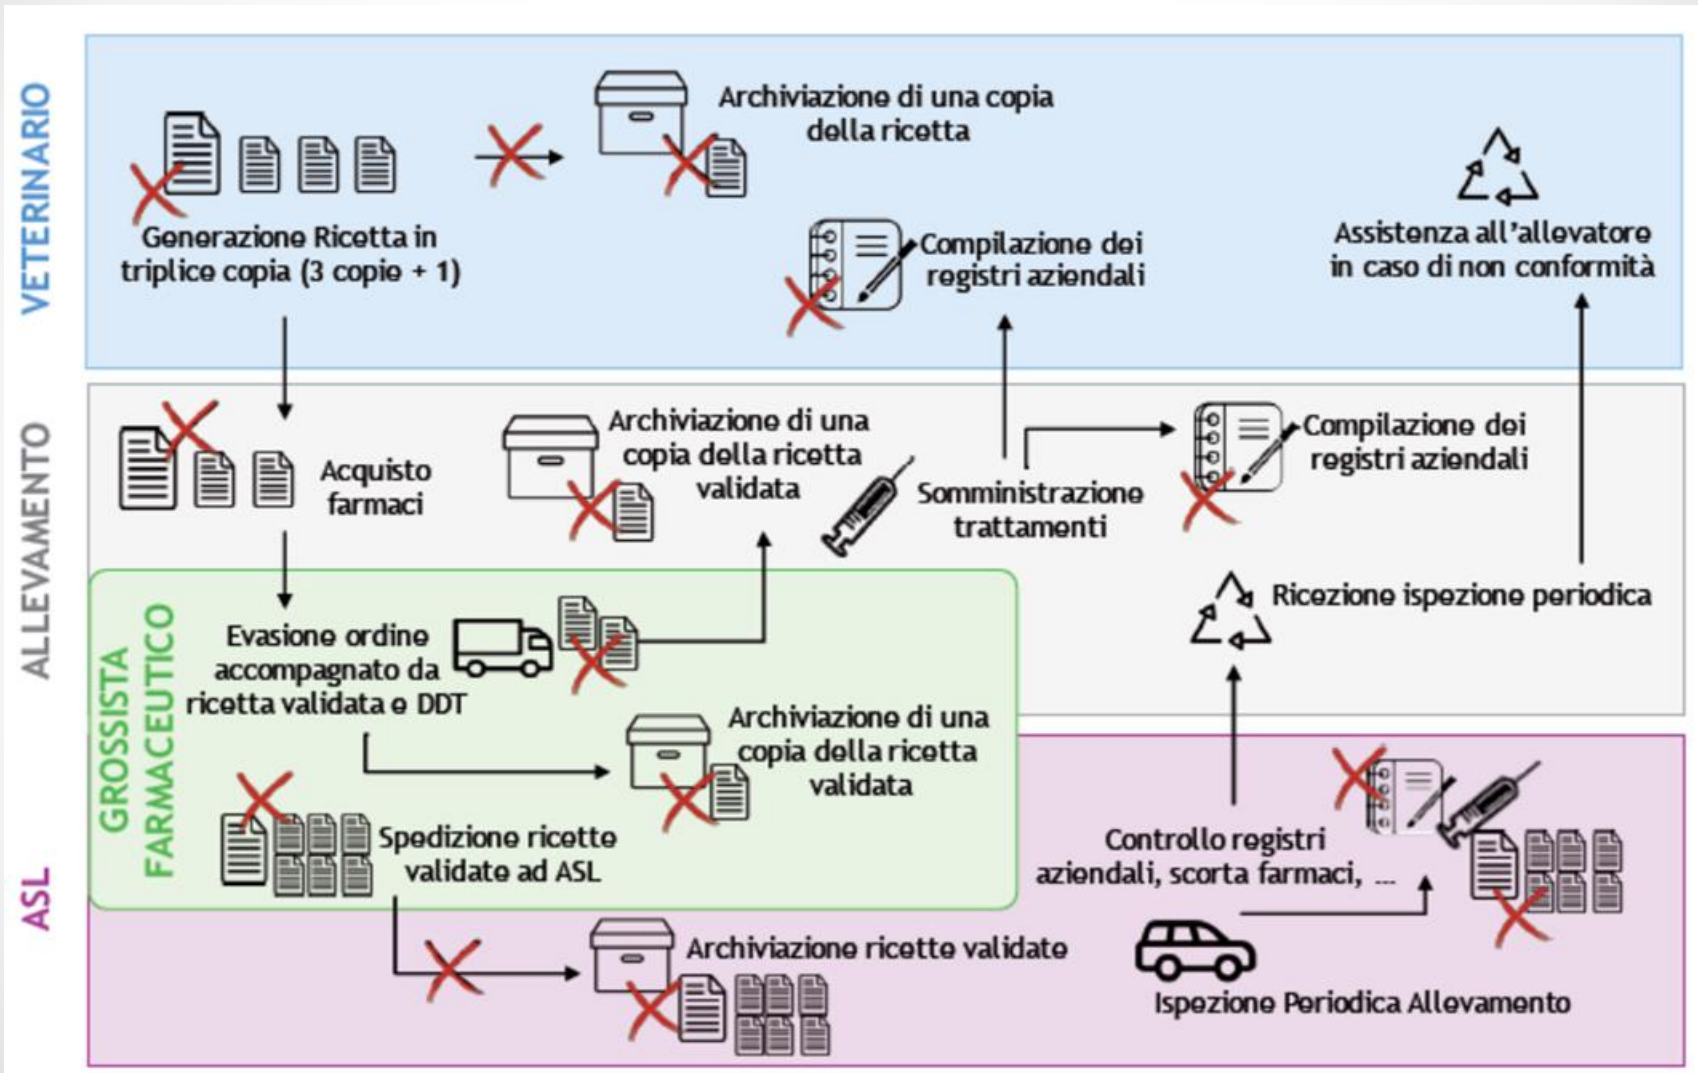 VETERINARIO
Archiviazione di una copia
della ricetta
Generazione Ricetta in
triplice copia (3 copie + 1)
Compilazione dei
registri aziendali
Assistenza all'allevatore
in caso di non conformità
ALLEVAMENTO
Acquisto
farmaci
Archiviazione di una
copia della ricetta
validata
Somministrazione
trattamenti
Compilazione dei
registri aziendali
Ricezione ispezione periodica
GROSSISTA
FARMACEUTICO
Evasione ordine
accompagnato da
ricetta validata e DDT
Archiviazione di una
copia della ricetta
validata
Spedizione ricette
validate ad ASL
ASL
Archiviazione ricette validate
Controllo registri
aziendali, scorta farmaci, ...
Ispezione Periodica Allevamento